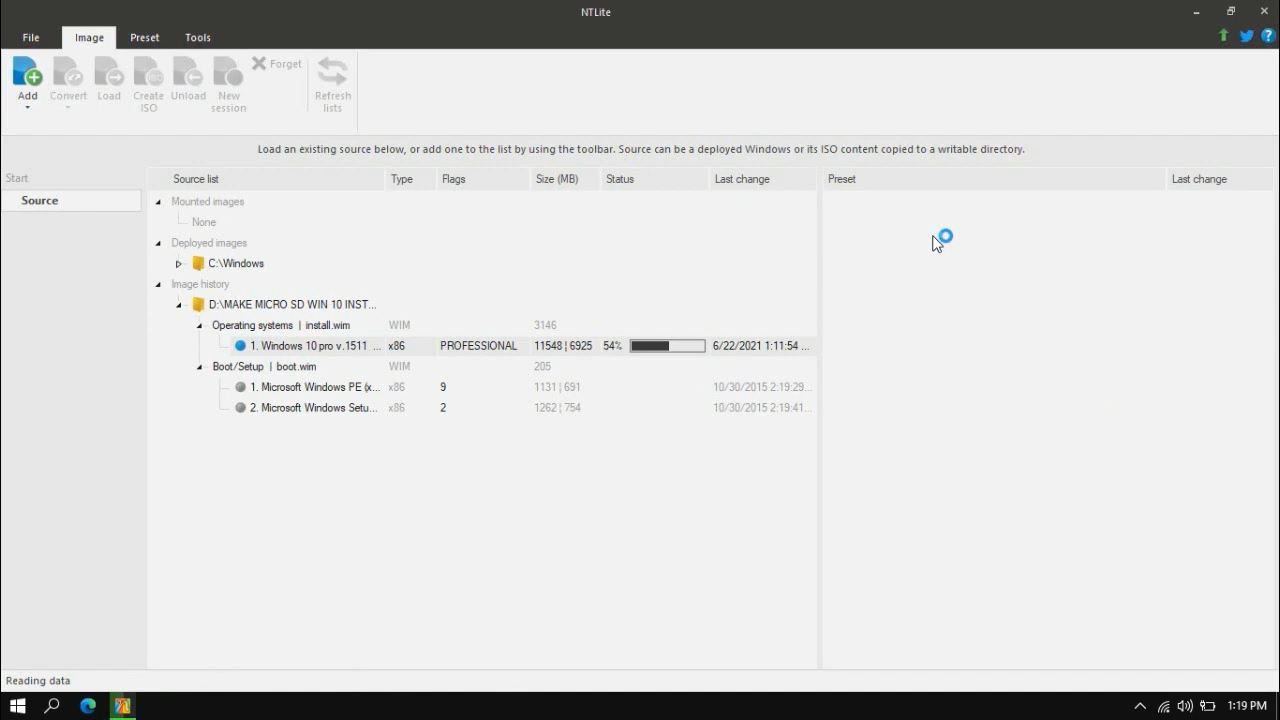 NTLite
File Image Preset Tools
Add Convert Load Create ISO Unload New session Forget Refresh lists
Load an existing source below, or add one to the list by using the toolbar. Source can be a deployed Windows or its ISO content copied to a writable directory.
Start
Source
Source list Type Flags Size (MB) Status Last change Preset Last change
Mounted images
None
Deployed images
C:\Windows
Image history
D:\MAKE MICRO SD WIN 10 INST...
Operating systems | install.wim WIM 3146
1. Windows 10 pro v.1511 ... x86 PROFESSIONAL 11548|6925 54% 6/22/2021 1:11:54 ...
Boot/Setup | boot.wim WIM 205
1. Microsoft Windows PE (x... x86 9 1131|691 10/30/2015 2:19:29...
2. Microsoft Windows Setu... x86 2 1262|754 10/30/2015 2:19:41...
Reading data
1:19 PM